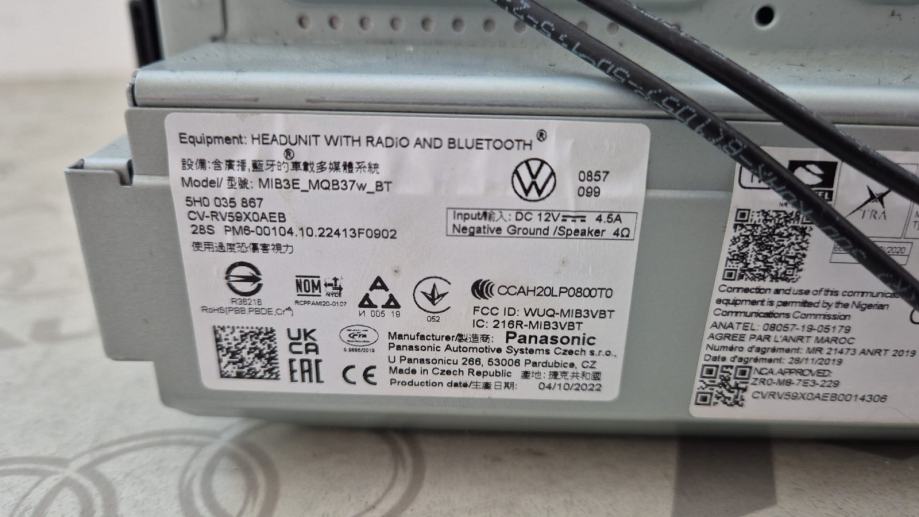 Equipment: HEADUNIT WITH RADIO AND BLUETOOTH®
設備:含廣播,藍牙®的車載多媒體系統
Model/ 型號: MIB3E_MQB37w_BT
5H0 035 867
CV-RV59X0AEB
28S PM6-00104.10.22413F0902
使用過度恐傷害視力
0857
099
Input/輸入: DC 12V 4.5A
Negative Ground /Speaker 4Ω
R38216
RoHS(PBB,PBDE,Cr⁶⁺)
NOM
RCPPAMI20-0107
И 005 19
052
CCAH20LP0800T0
FCC ID: WUQ-MIB3VBT
IC: 216R-MIB3VBT
UK
CA
EAC
CE
Manufacturer/製造商: Panasonic
Panasonic Automotive Systems Czech s.r.o.,
U Panasonicu 266, 53006 Pardubice, CZ
Made in Czech Republic 產地: 捷克共和國
Production date/生產日期: 04/10/2022
TRA
Connection and use of this
equipment is permitted by the Nigerian
Communications Commission
ANATEL: 08057-19-05179
AGREE PAR L'ANRT MAROC
Numéro d'agrément: MR 21473 ANRT 2019
Date d'agrément: 28/11/2019
NCA APPROVED:
ZRO-M8-7E3-229
CVRV59X0AEB0014306